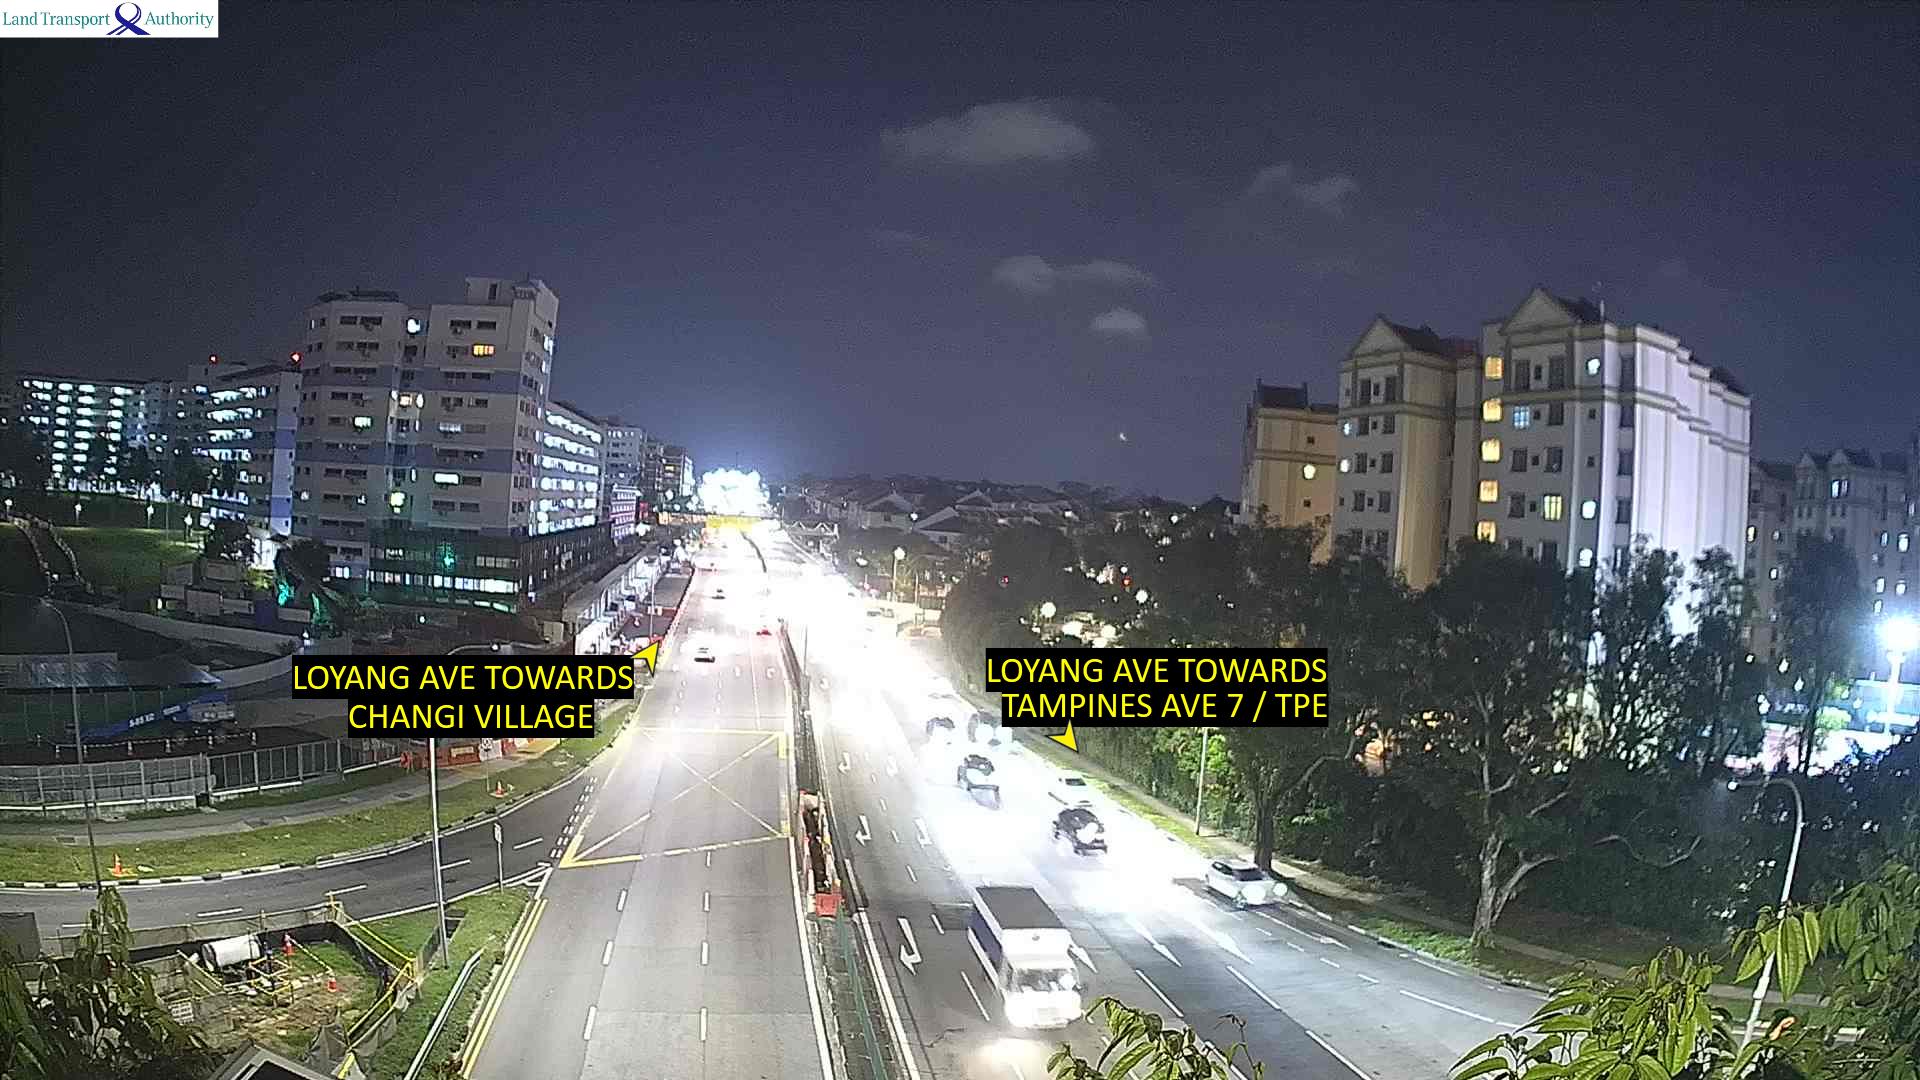 Land Transport Authority
LOYANG AVE TOWARDS
CHANGI VILLAGE
LOYANG AVE TOWARDS
TAMPINES AVE 7 / TPE